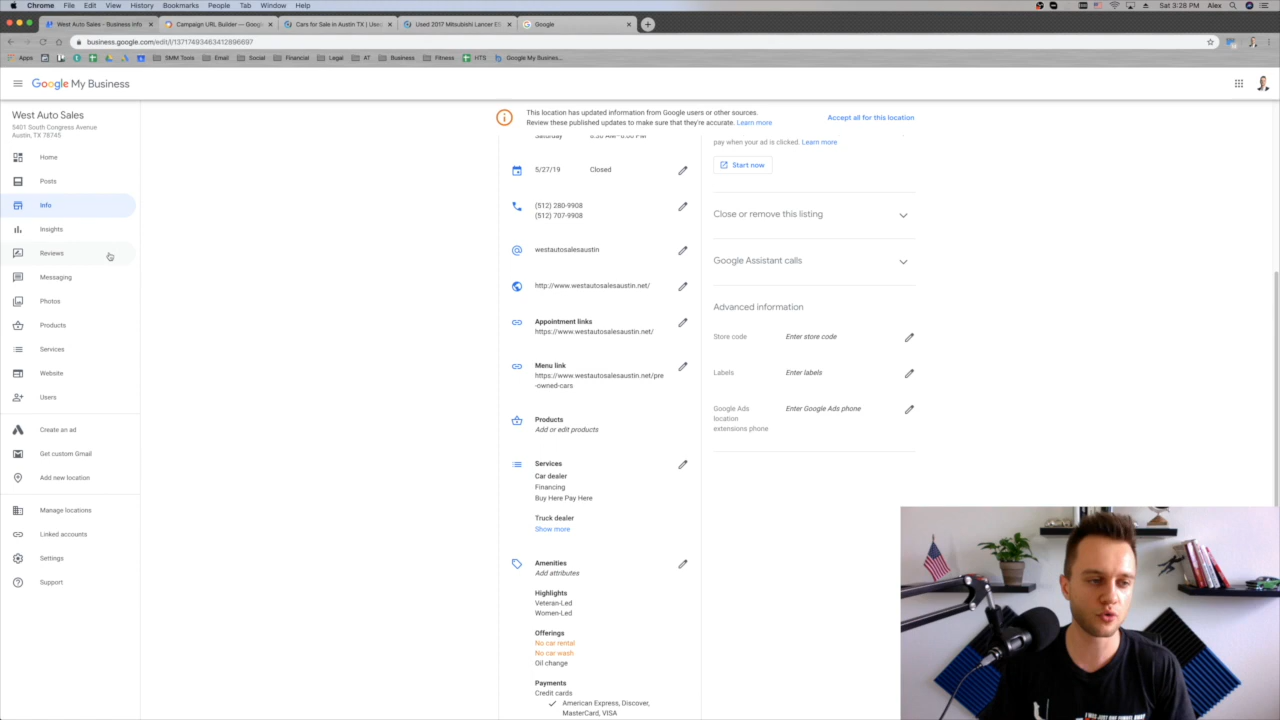 Chrome File Edit View History Bookmarks People Tab Window Help
Sat 3:28 PM Alex
West Auto Sales - Business Info
Campaign URL Builder — Goog
Cars for Sale in Austin TX | Used
Used 2017 Mitsubishi Lancer ES
Google
business.google.com/edit/l/13717493463412896697
Apps SMM Tools Email Social Financial Legal AT Business Fitness HTS Google My Busines...
Google My Business
West Auto Sales
5401 South Congress Avenue
Austin, TX 78745
Home
Posts
Info
Insights
Reviews
Messaging
Photos
Products
Services
Website
Users
Create an ad
Get custom Gmail
Add new location
Manage locations
Linked accounts
Settings
Support
This location has updated information from Google users or other sources.
Review these published updates to make sure that they're accurate. Learn more
Accept all for this location
Saturday
5/27/19 Closed
(512) 280-9908
(512) 707-9908
westautosalesaustin
http://www.westautosalesaustin.net/
Appointment links
https://www.westautosalesaustin.net/
Menu link
https://www.westautosalesaustin.net/pre
-owned-cars
Products
Add or edit products
Services
Car dealer
Financing
Buy Here Pay Here
Truck dealer
Show more
Amenities
Add attributes
Highlights
Veteran-Led
Women-Led
Offerings
No car rental
No car wash
Oil change
Payments
Credit cards
American Express, Discover,
MasterCard, VISA
pay when your ad is clicked. Learn more
Start now
Close or remove this listing
Google Assistant calls
Advanced information
Store code Enter store code
Labels Enter labels
Google Ads
location
extensions phone
Enter Google Ads phone